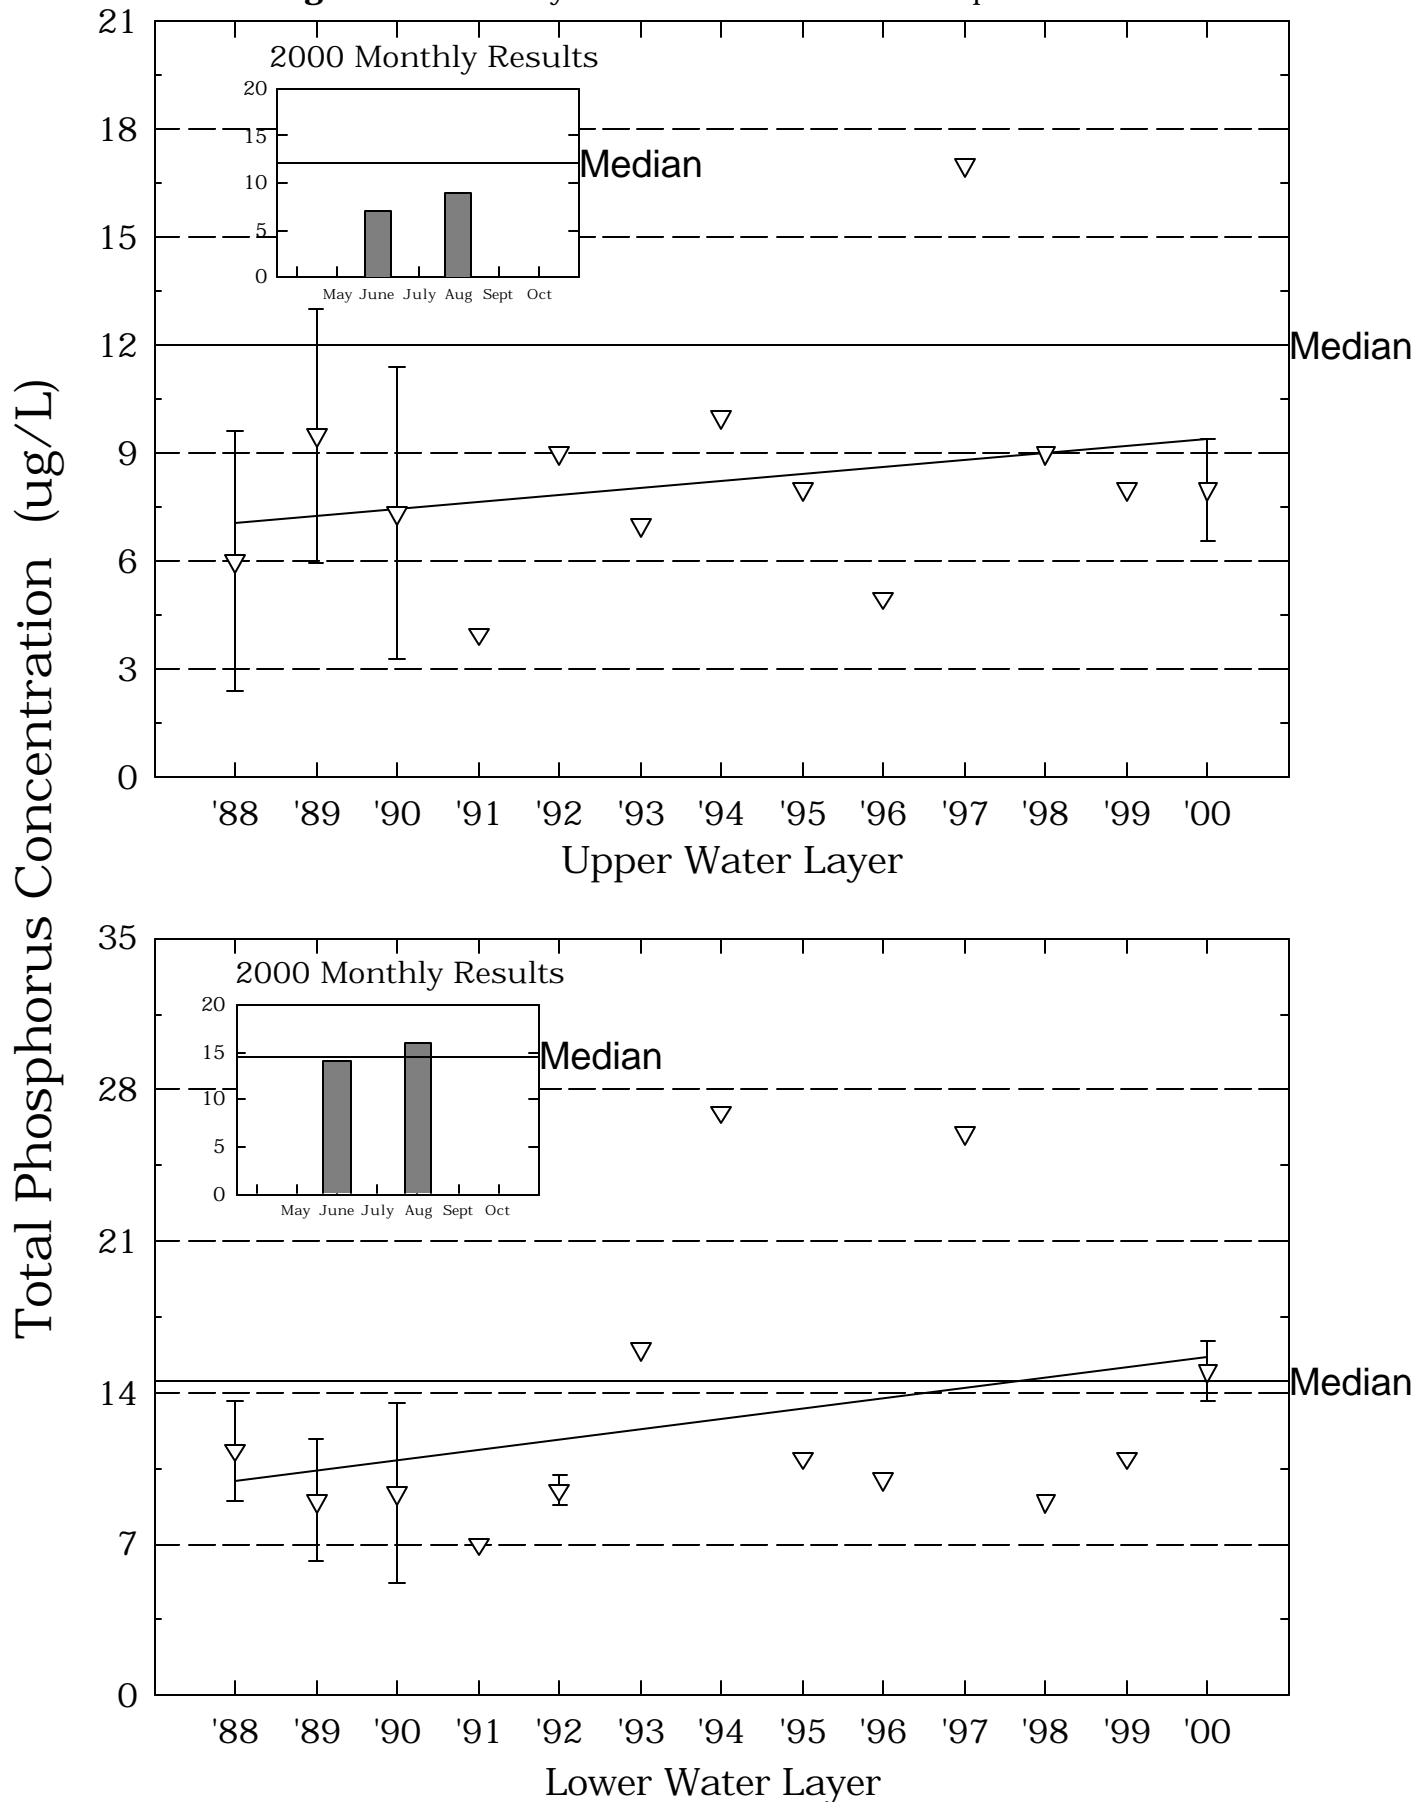 21
2000 Monthly Results
20
18
15
Median
10
15
5
0
May June July Aug Sept Oct
12
Median
9
6
3
0
'88 '89 '90 '91 '92 '93 '94 '95 '96 '97 '98 '99 '00
Upper Water Layer
Total Phosphorus Concentration (ug/L)
35
2000 Monthly Results
20
15
Median
28
10
5
0
May June July Aug Sept Oct
21
14
Median
7
0
'88 '89 '90 '91 '92 '93 '94 '95 '96 '97 '98 '99 '00
Lower Water Layer